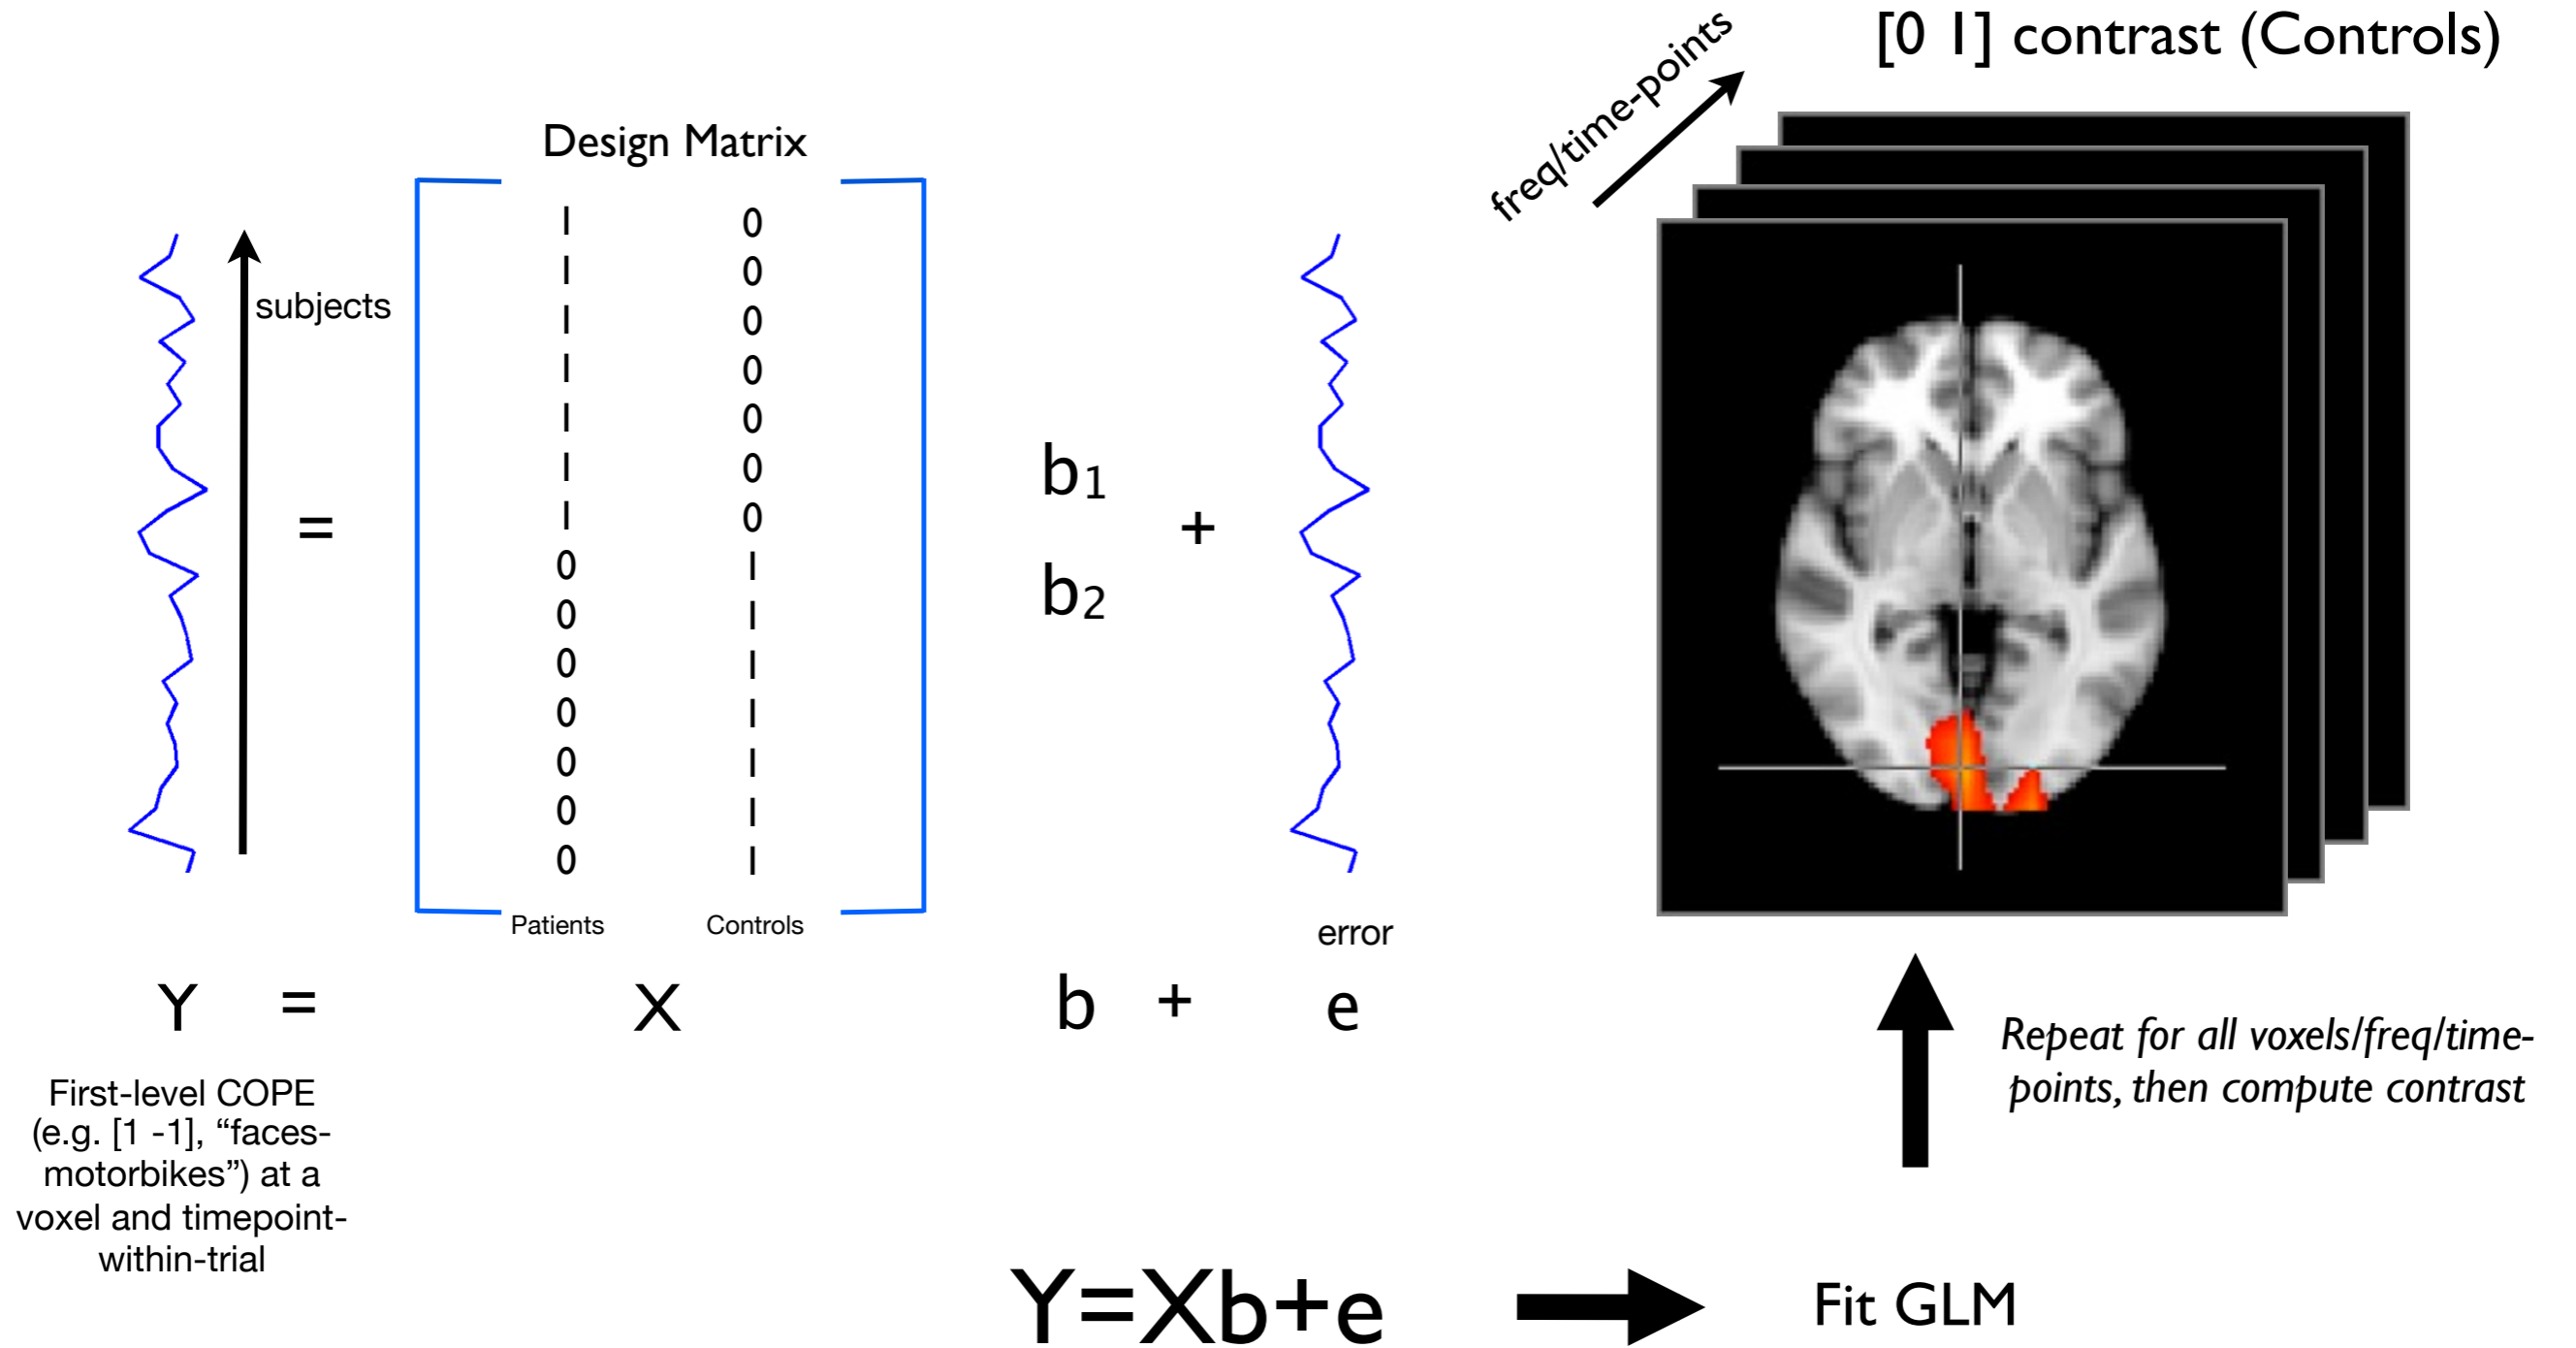 [0 1] contrast (Controls)
freq/time-points
Design Matrix
subjects
1 0
1 0
1 0
1 0
1 0
1 0
1 0
0 1
0 1
0 1
0 1
0 1
0 1
0 1
=
b1
b2
+
Patients Controls
error
Y = X b + e
First-level COPE
(e.g. [1 -1], “faces-
motorbikes”) at a
voxel and timepoint-
within-trial
Repeat for all voxels/freq/time-
points, then compute contrast
Y=Xb+e
Fit GLM